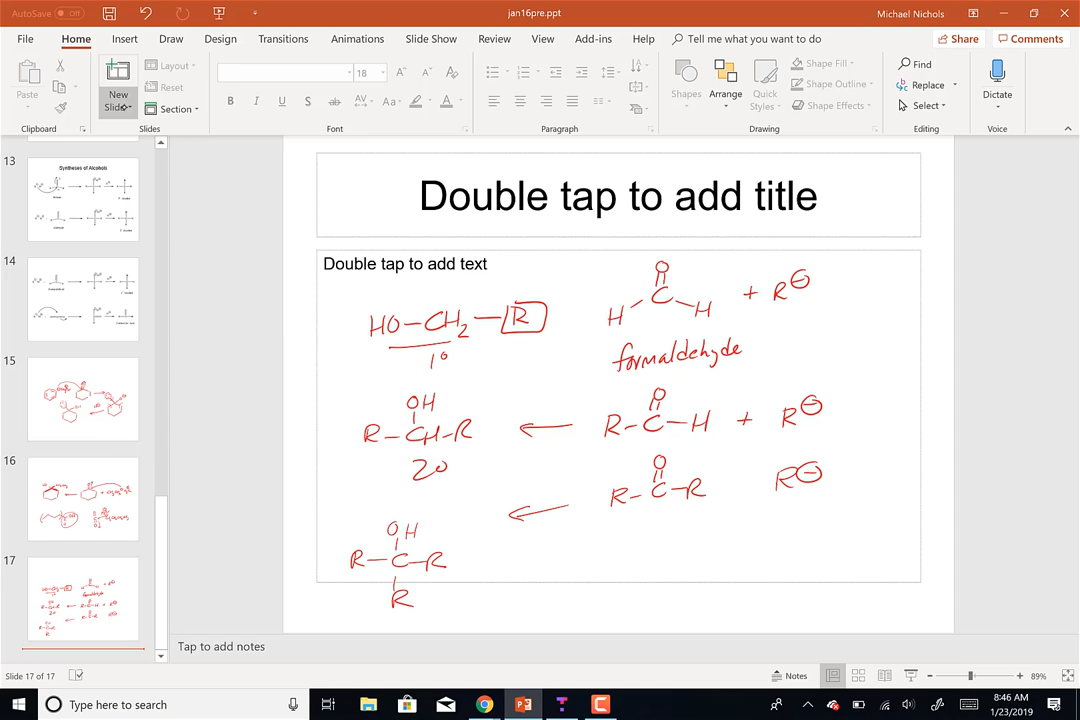 AutoSave Off
jan16pre.ppt
Michael Nichols
File Home Insert Draw Design Transitions Animations Slide Show Review View Add-ins Help Tell me what you want to do
Share Comments
Paste
New Slide
Layout
Reset
Section
18
B I U S ab AV Aa A
Shapes Arrange Quick Styles
Shape Fill
Shape Outline
Shape Effects
Find
Replace
Select
Dictate
Clipboard Slides Font Paragraph Drawing Editing Voice
13
Syntheses of Alcohols
14
15
16
17
Double tap to add title
Double tap to add text
HO-CH2-R
1°
O
H C H + R⊖
formaldehyde
OH
R-CH-R
2°
O
R-C-H + R⊖
O
R-C-R R⊖
OH
R-C-R
R
Tap to add notes
Slide 17 of 17
Notes
89%
Type here to search
8:46 AM
1/23/2019